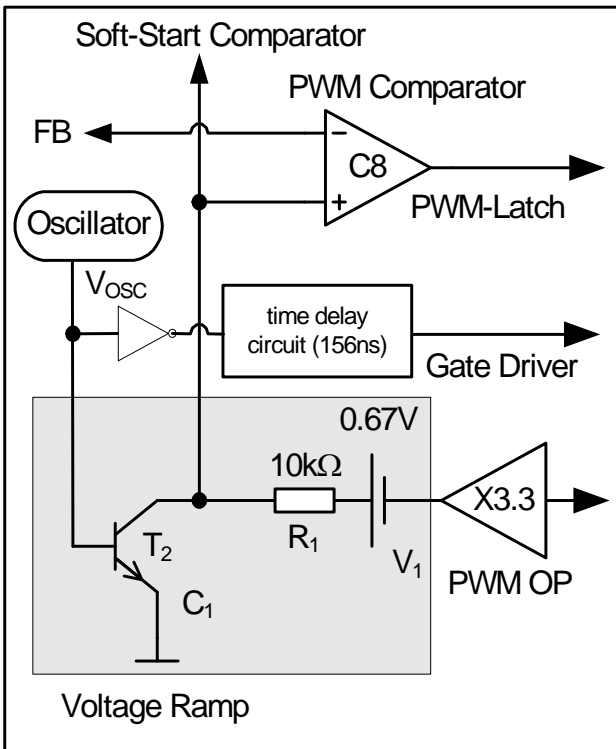 Soft-Start Comparator
PWM Comparator
FB
C8
PWM-Latch
Oscillator
VOSC
time delay
circuit (156ns)
Gate Driver
0.67V
10kΩ
X3.3
R1
T2
V1
PWM OP
C1
Voltage Ramp